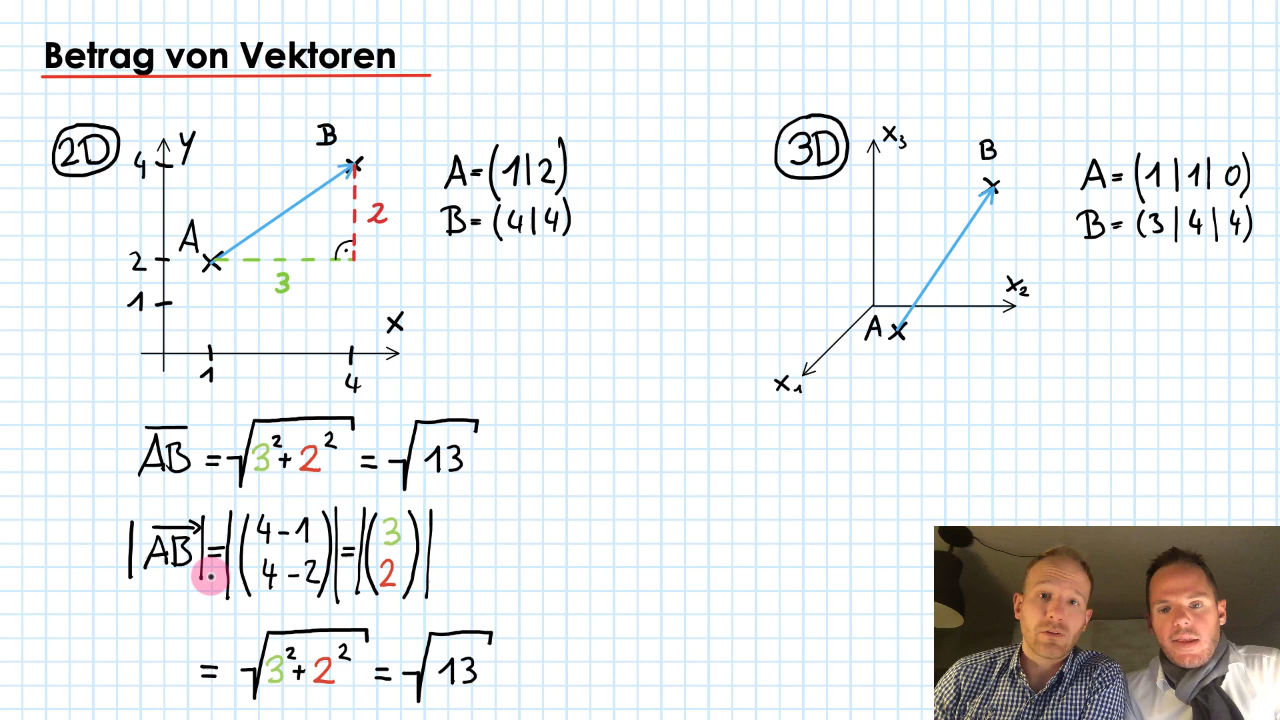 Betrag von Vektoren
2D
y
4
2
1
1
4
x
A
B
3
2
A=(1|2)
B=(4|4)
AB = √3²+2² = √13
|AB|=|(4-1 4-2)|=|(3 2)|
= √3²+2² = √13
3D
x₃
x₂
x₁
A
B
A=(1|1|0)
B=(3|4|4)